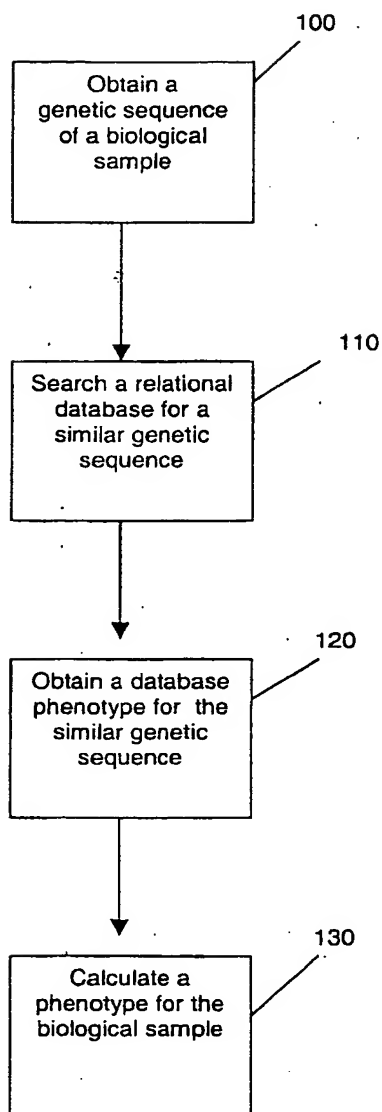 100
Obtain a
genetic sequence
of a biological
sample
110
Search a relational
database for a
similar genetic
sequence
120
Obtain a database
phenotype for the
similar genetic
sequence
130
Calculate a
phenotype for the
biological sample